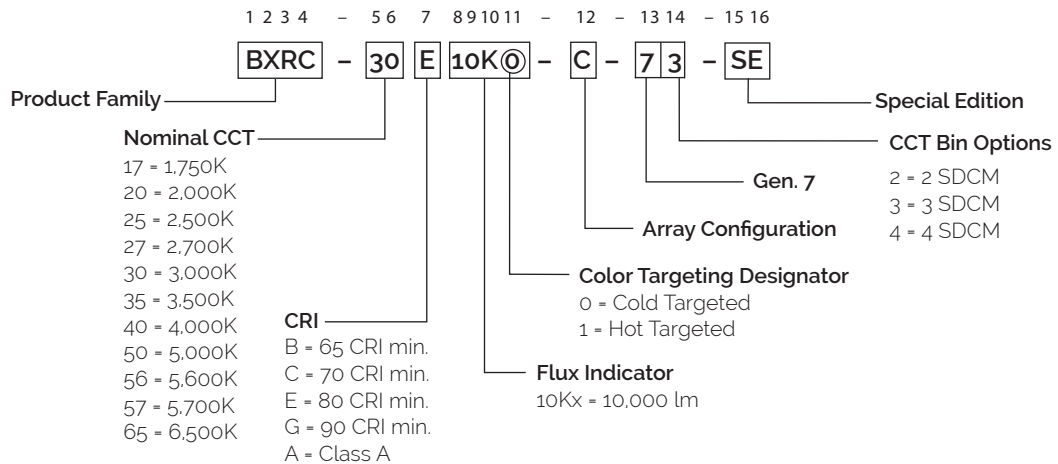 1 2 3 4 – 5 6 7 8 9 10 11 – 12 – 13 14 – 15 16
BXRC – 30 E 10K0 – C – 7 3 – SE
Product Family
Special Edition
Nominal CCT
17 = 1,750K
20 = 2,000K
25 = 2,500K
27 = 2,700K
30 = 3,000K
35 = 3,500K
40 = 4,000K
50 = 5,000K
56 = 5,600K
57 = 5,700K
65 = 6,500K
CRI
B = 65 CRI min.
C = 70 CRI min.
E = 80 CRI min.
G = 90 CRI min.
A = Class A
Flux Indicator
10Kx = 10,000 lm
Color Targeting Designator
0 = Cold Targeted
1 = Hot Targeted
Array Configuration
Gen. 7
CCT Bin Options
2 = 2 SDCM
3 = 3 SDCM
4 = 4 SDCM